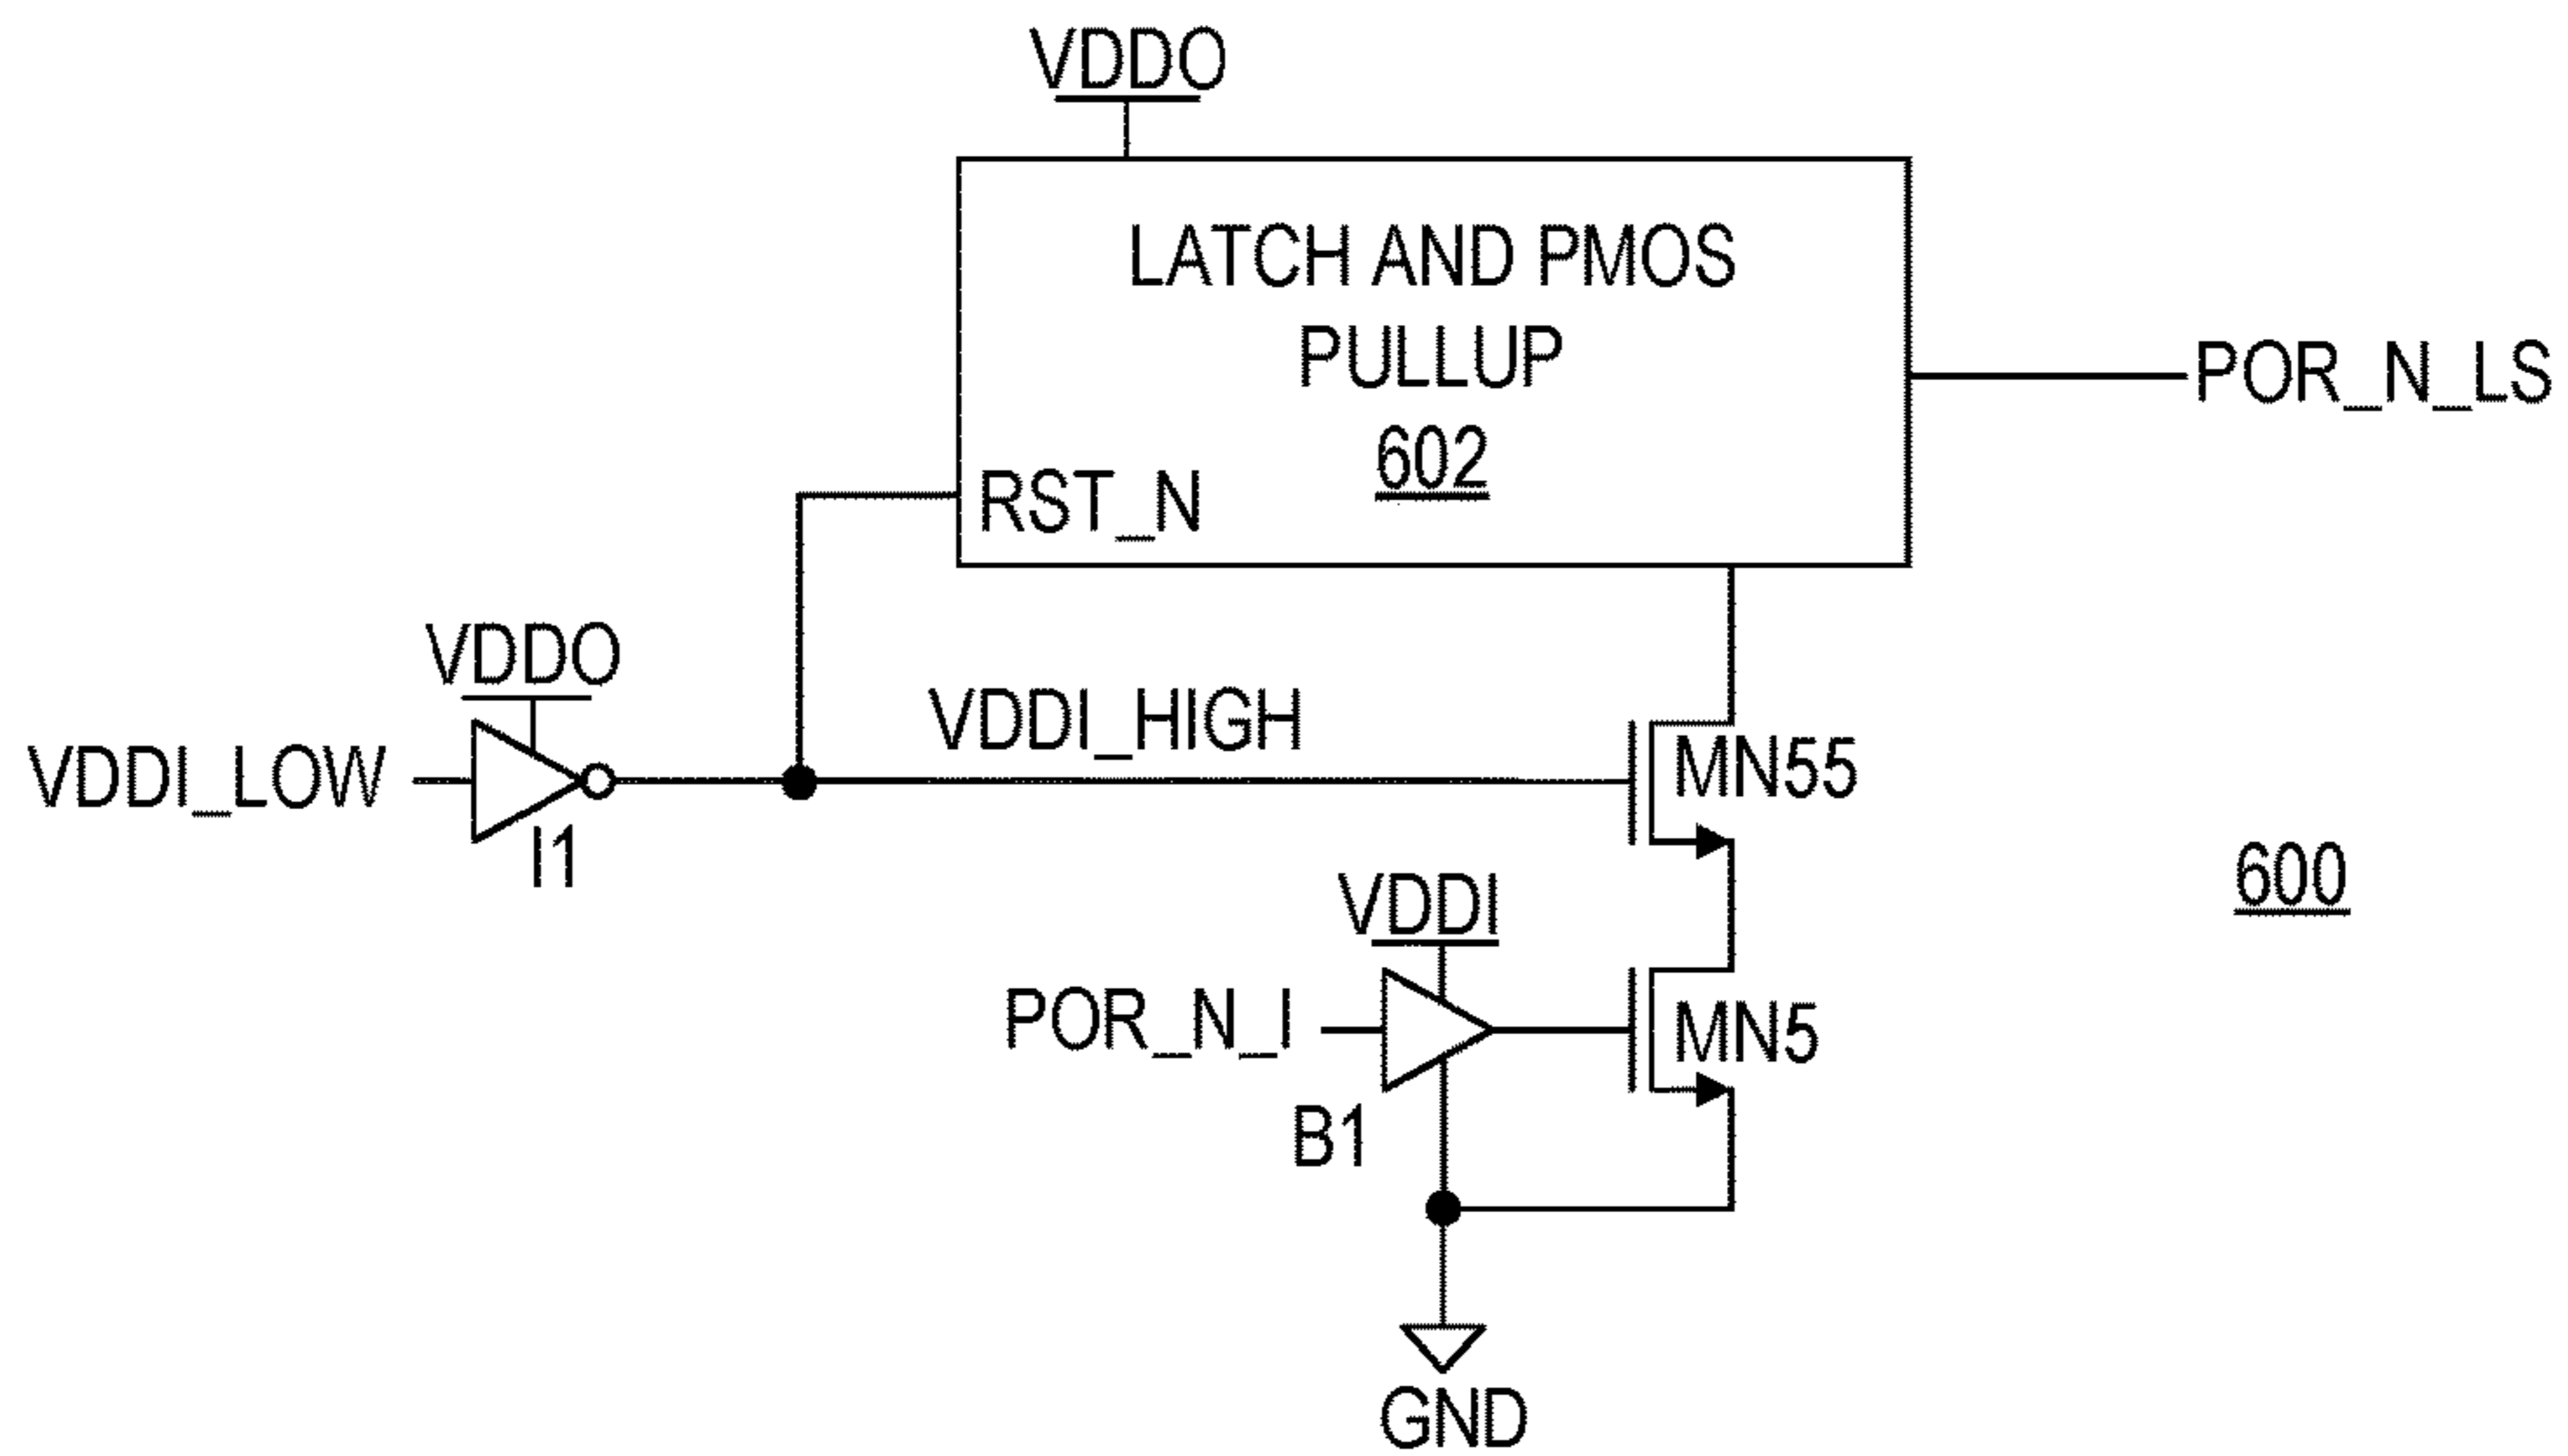 VDDO
LATCH AND PMOS
PULLUP
602
POR_N_LS
RST_N
VDDO
VDDI_LOW
I1
VDDI_HIGH
MN55
VDDI
600
POR_N_I
MN5
B1
GND